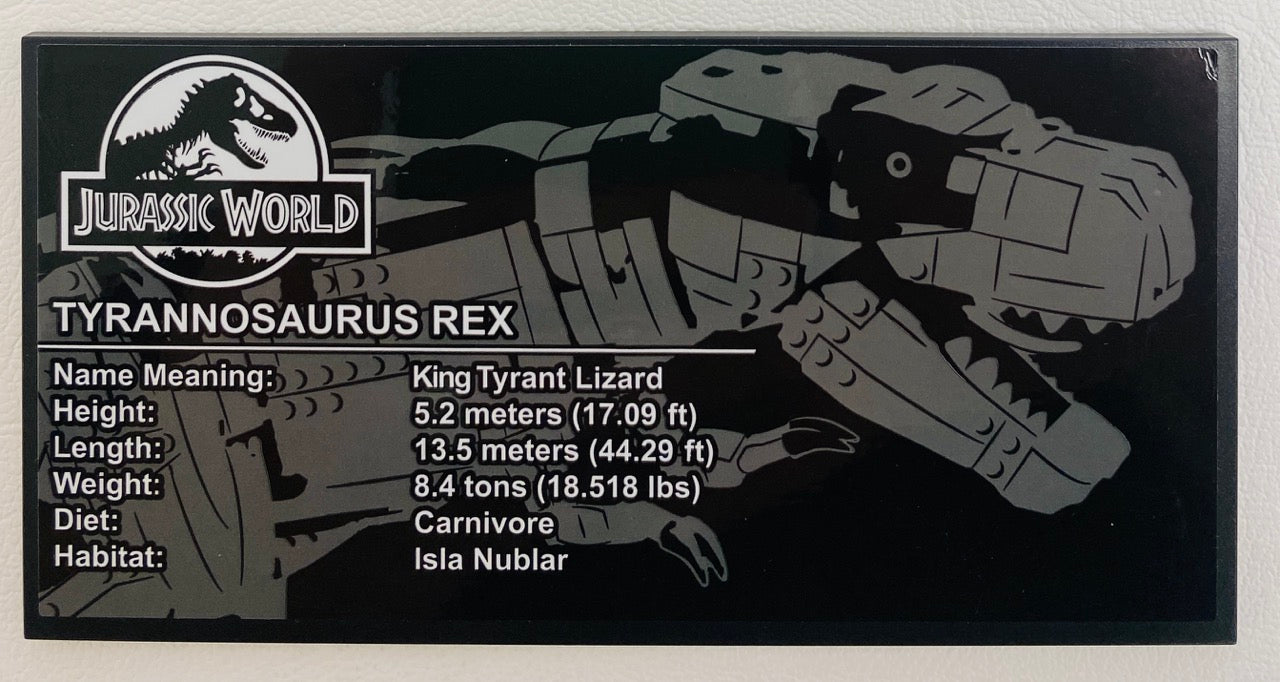 JURASSIC WORLD
TYRANNOSAURUS REX
Name Meaning: King Tyrant Lizard
Height: 5.2 meters (17.09 ft)
Length: 13.5 meters (44.29 ft)
Weight: 8.4 tons (18.518 lbs)
Diet: Carnivore
Habitat: Isla Nublar